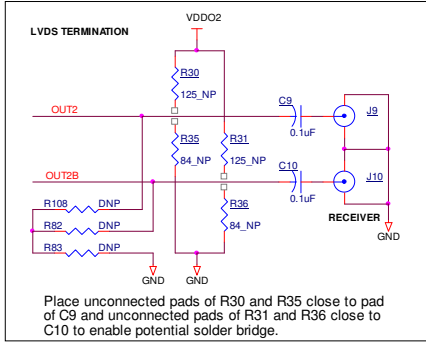 LVDS TERMINATION
VDDO2
R30
125_NP
OUT2
C9
J9
R35
84_NP
R31
125_NP
0.1uF
OUT2B
C10
J10
0.1uF
R108
DNP
R82
DNP
R83
DNP
R36
84_NP
RECEIVER
GND
GND
GND
Place unconnected pads of R30 and R35 close to pad
of C9 and unconnected pads of R31 and R36 close to
C10 to enable potential solder bridge.